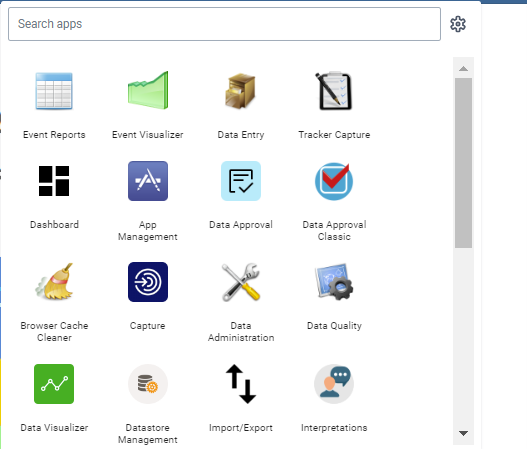 Search apps
Event Reports
Event Visualizer
Data Entry
Tracker Capture
Dashboard
App
Management
Data Approval
Data Approval
Classic
Browser Cache
Cleaner
Capture
Data
Administration
Data Quality
Data Visualizer
Datastore
Management
Import/Export
Interpretations